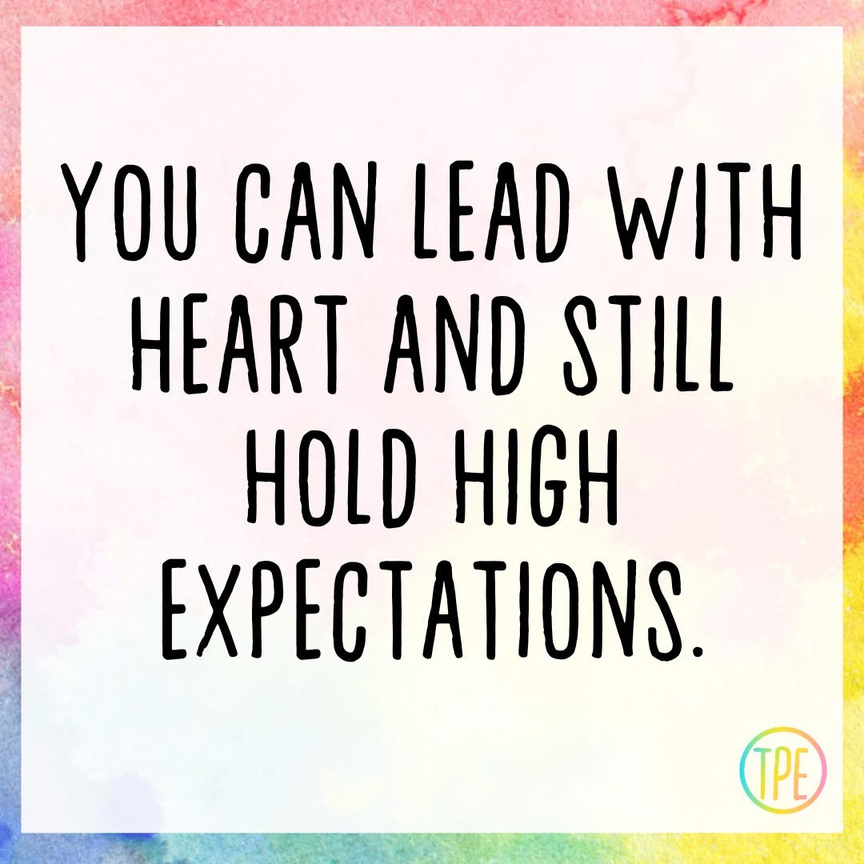 YOU CAN LEAD WITH
HEART AND STILL
HOLD HIGH
EXPECTATIONS.
TPE